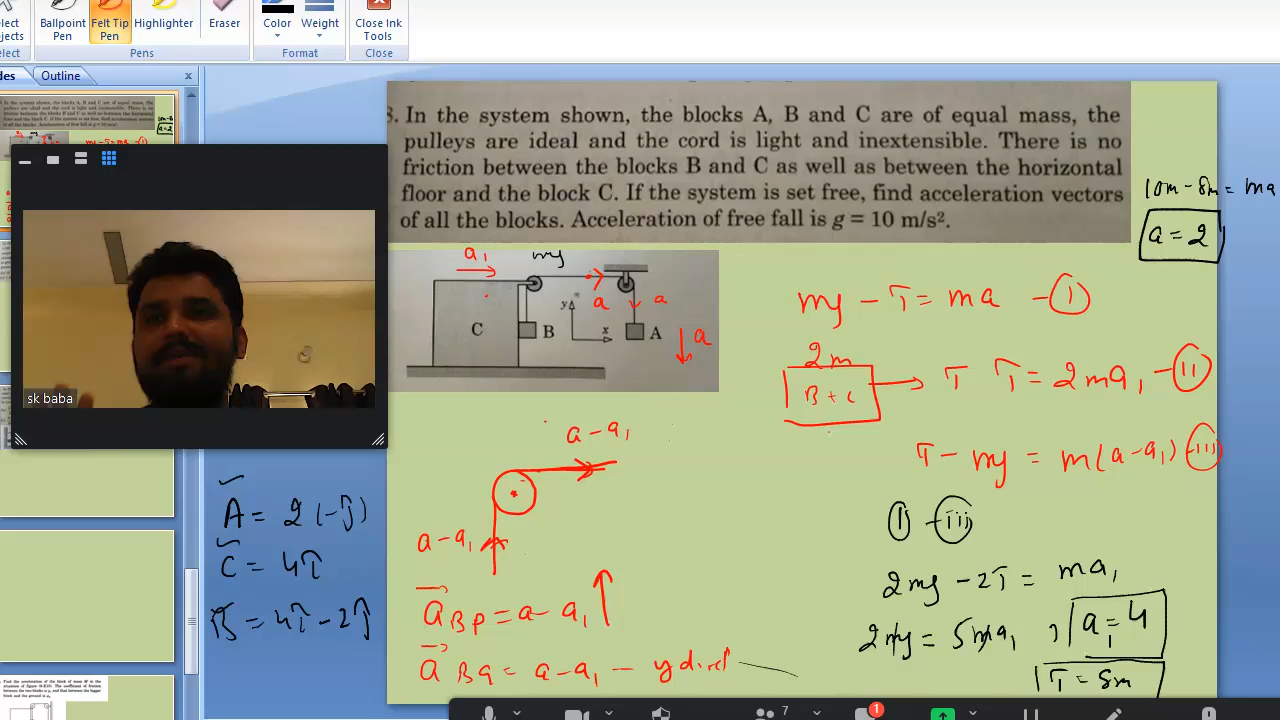 Ballpoint Pen
Felt Tip Pen
Highlighter
Eraser
Color
Weight
Close Ink Tools
Pens
Format
Close
Outline
In the system shown, the blocks A, B and C are of equal mass, the
pulleys are ideal and the cord is light and inextensible. There is no
friction between the blocks B and C as well as between the horizontal
floor and the block C. If the system is set free, find acceleration vectors
of all the blocks. Acceleration of free fall is g = 10 m/s².
10m - 8m = ma
a = 2
a₁
mg
a
a
y
x
C
B
A
a
mg - T = ma - (I)
2m
B + C
T
T = 2ma₁ - (II)
T - mg = m(a - a₁) - (III)
a - a₁
a - a₁
(I) - (III)
2mg - 2T = ma₁
2mg = 5ma₁, a₁ = 4
T = 8m
a BP = a - a₁
a BG = a - a₁ - y direct
A = 2(-ĵ)
C = 4î
B = 4î - 2ĵ
sk baba
7
1